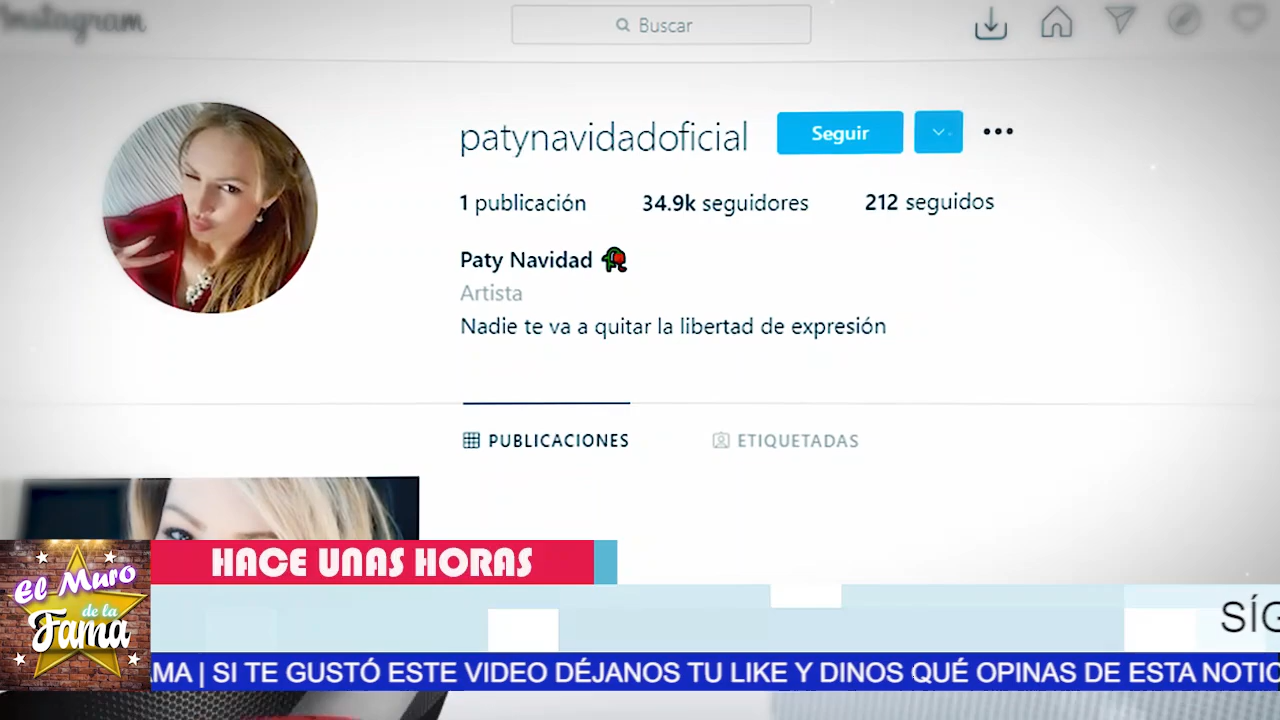 Instagram
Buscar
patynavidadoficial
Seguir
1 publicación 34.9k seguidores 212 seguidos
Paty Navidad
Artista
Nadie te va a quitar la libertad de expresión
PUBLICACIONES ETIQUETADAS
HACE UNAS HORAS
El Muro
de la
Fama
SÍG
MA | SI TE GUSTÓ ESTE VIDEO DÉJANOS TU LIKE Y DINOS QUÉ OPINAS DE ESTA NOTIC